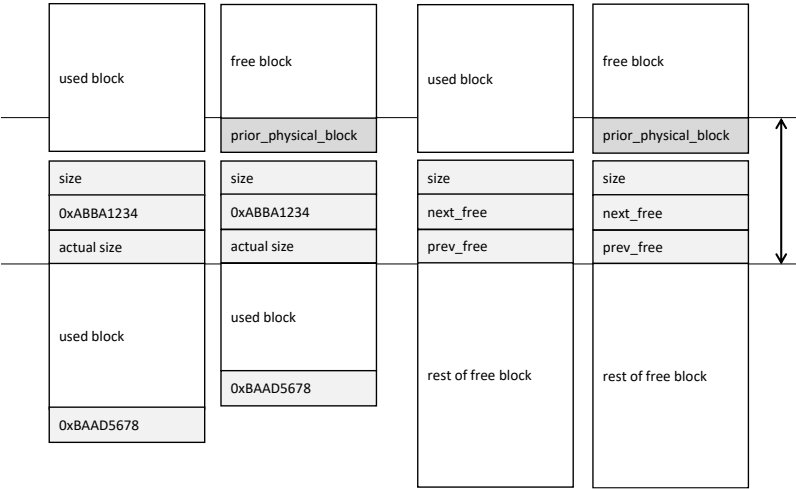 used block
size
0xABBA1234
actual size
used block
0xBAAD5678
free block
prior_physical_block
size
0xABBA1234
actual size
used block
0xBAAD5678
used block
size
next_free
prev_free
rest of free block
free block
prior_physical_block
size
next_free
prev_free
rest of free block